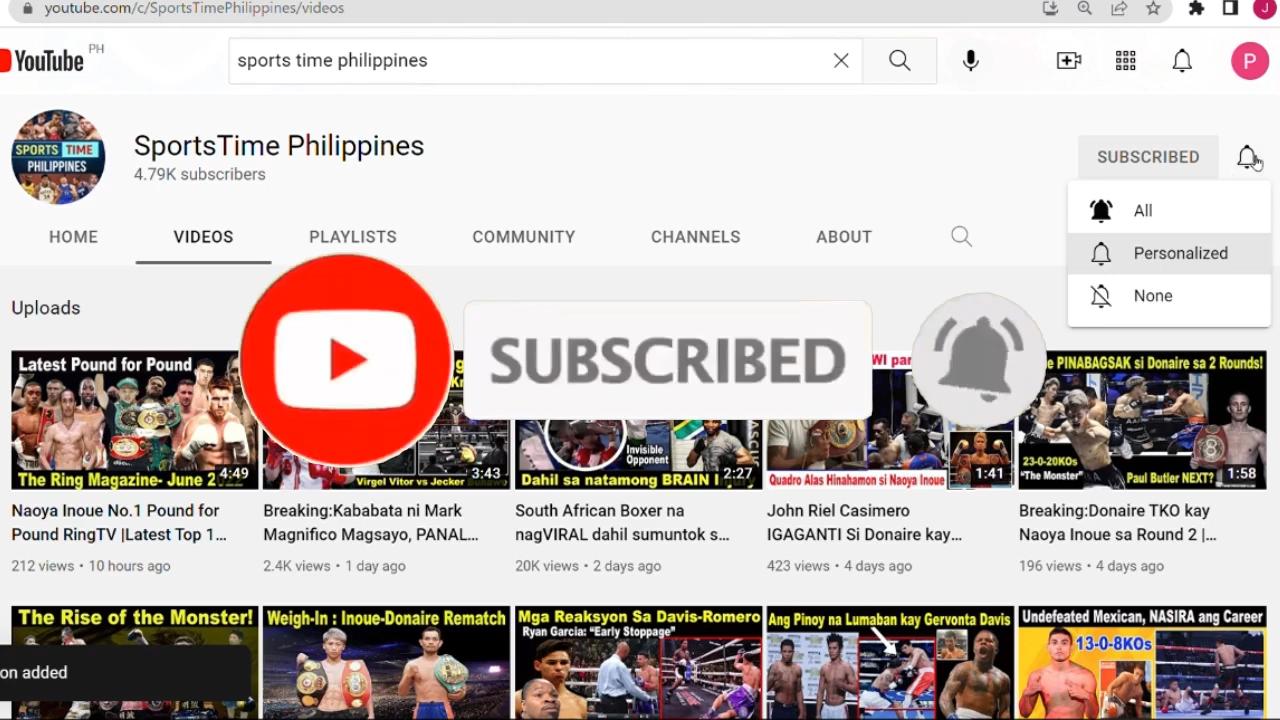 youtube.com/c/SportsTimePhilippines/videos
J
YouTube PH
sports time philippines
P
SPORTS TIME
PHILIPPINES
SportsTime Philippines
4.79K subscribers
SUBSCRIBED
All
Personalized
None
HOME VIDEOS PLAYLISTS COMMUNITY CHANNELS ABOUT
Uploads
SUBSCRIBED
Latest Pound for Pound
The Ring Magazine- June 2
4:49
Virgel Vitor vs Jecker
3:43
Invisible
Opponent
Dahil sa natamong BRAIN
2:27
Quadro Alas Hinahamon si Naoya Inoue
1:41
PINABAGSAK si Donaire sa 2 Rounds!
23-0-20KOs
"The Monster"
Paul Butler NEXT?
1:58
Naoya Inoue No.1 Pound for
Pound RingTV |Latest Top 1...
212 views • 10 hours ago
Breaking:Kababata ni Mark
Magnifico Magsayo, PANAL...
2.4K views • 1 day ago
South African Boxer na
nagVIRAL dahil sumuntok s...
20K views • 2 days ago
John Riel Casimero
IGAGANTI Si Donaire kay...
423 views • 4 days ago
Breaking:Donaire TKO kay
Naoya Inoue sa Round 2 |...
196 views • 4 days ago
The Rise of the Monster!
Weigh-In : Inoue-Donaire Rematch
Mga Reaksyon Sa Davis-Romero
Ryan Garcia: "Early Stoppage"
Ang Pinoy na Lumaban kay Gervonta Davis
Undefeated Mexican, NASIRA ang Career
13-0-8KOs
on added